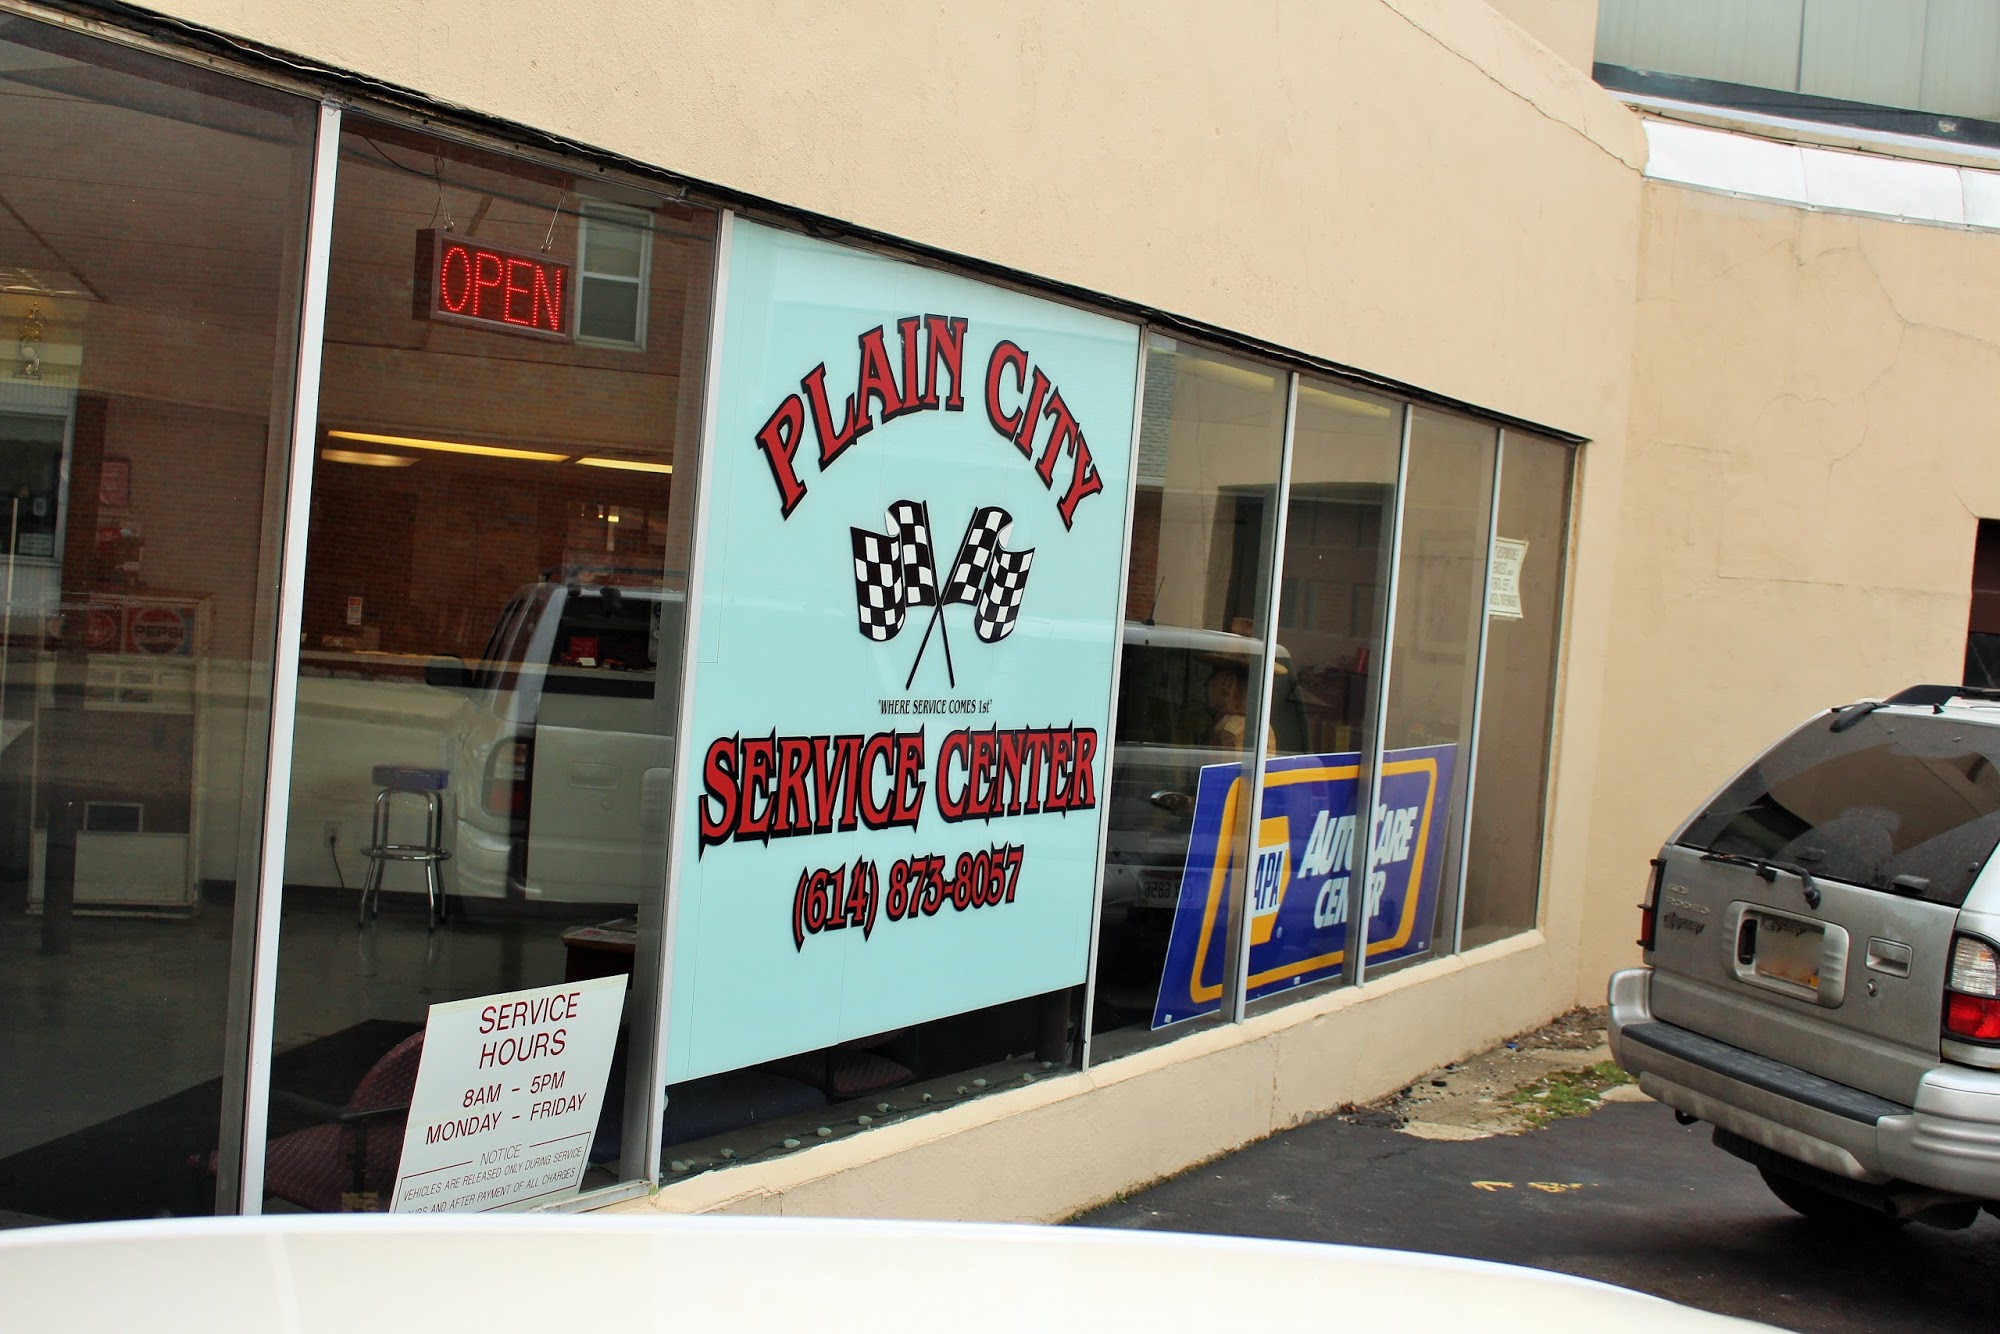 OPEN
PLAIN CITY
"WHERE SERVICE COMES 1st"
SERVICE CENTER
(614) 873-8057
PEPSI
SERVICE
HOURS
8AM - 5PM
MONDAY - FRIDAY
NOTICE
VEHICLES ARE RELEASED ONLY DURING SERVICE
AND AFTER PAYMENT OF ALL CHARGES
NAPA
AUTO CARE
CENTER